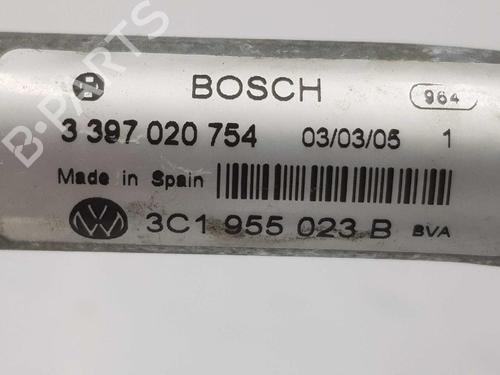 BOSCH 964
3 397 020 754 03/03/05 1
Made in Spain
3C1 955 023 B BVA
B-PARTS